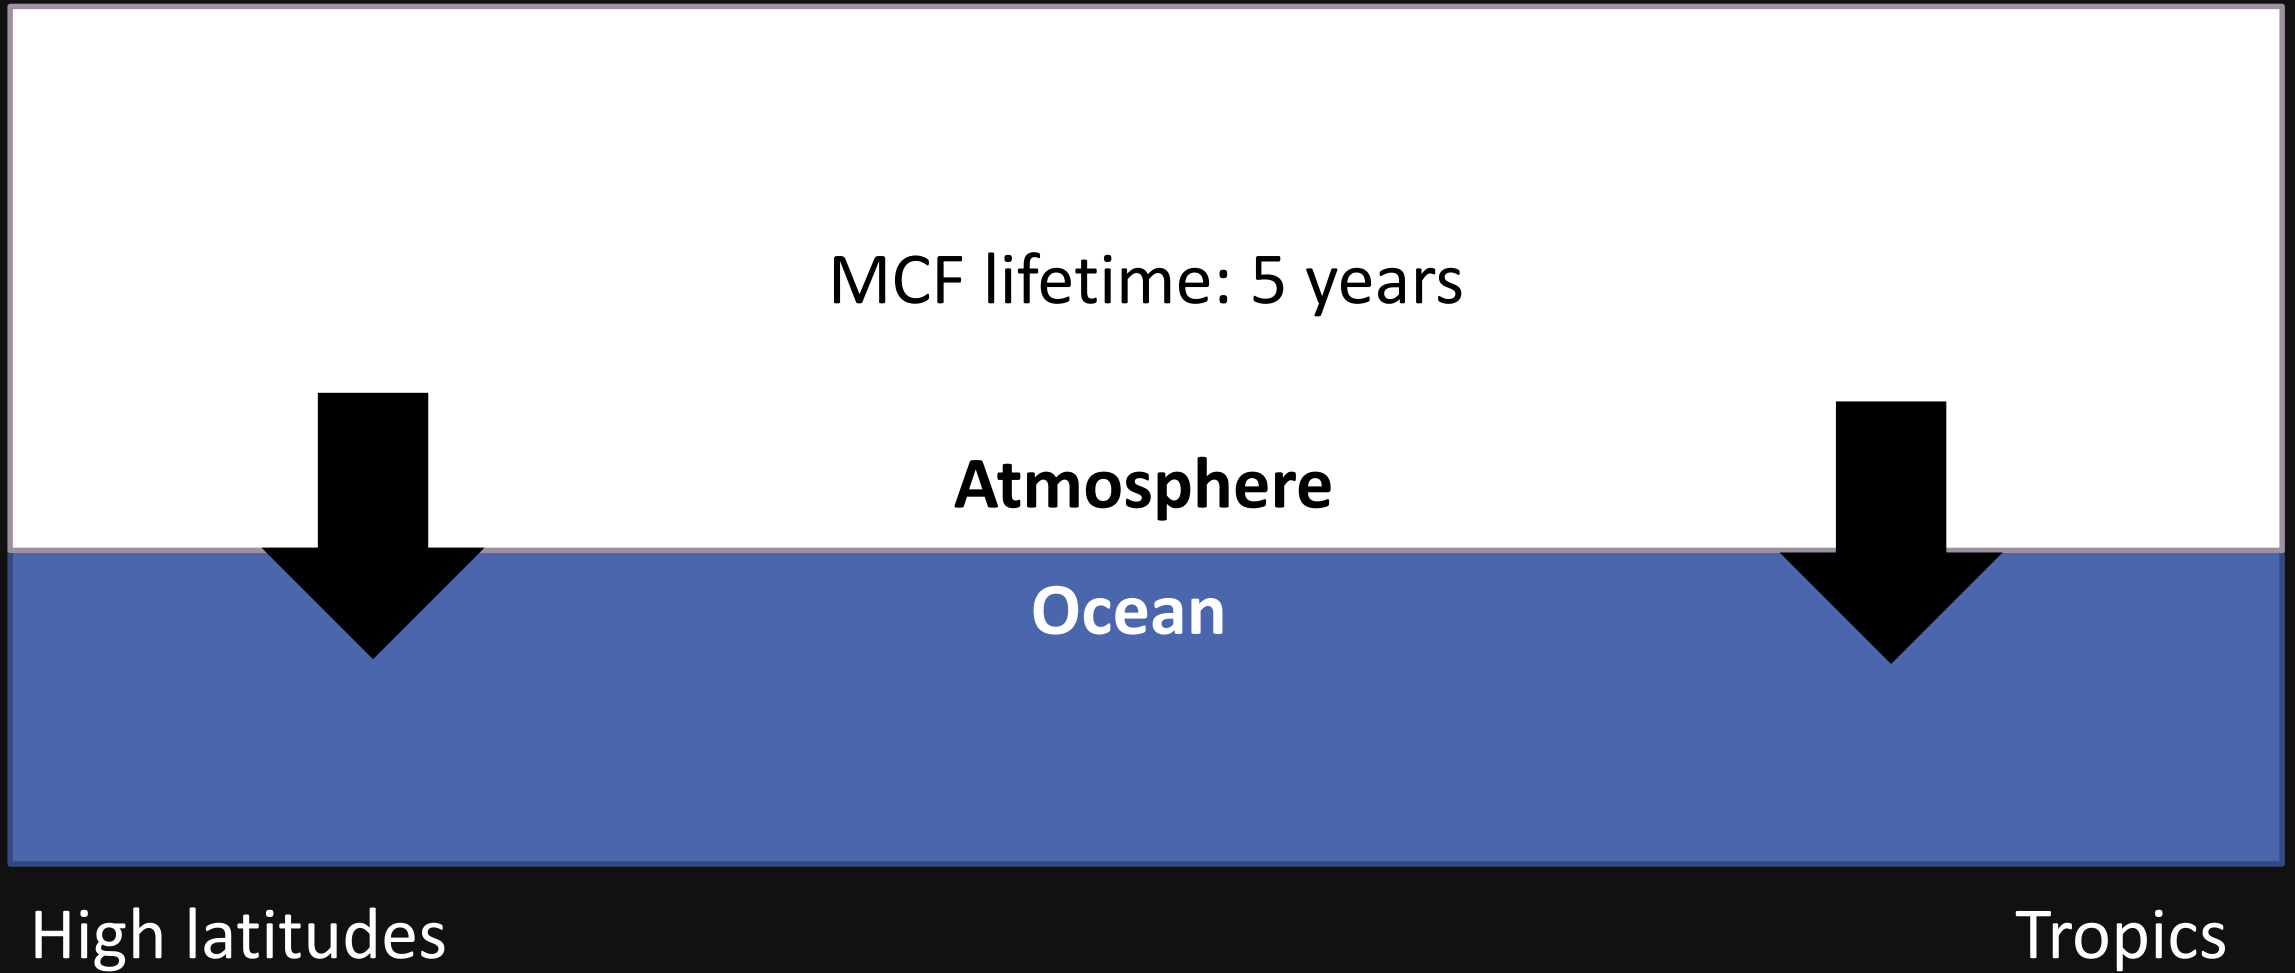 MCF lifetime: 5 years
Atmosphere
Ocean
High latitudes
Tropics